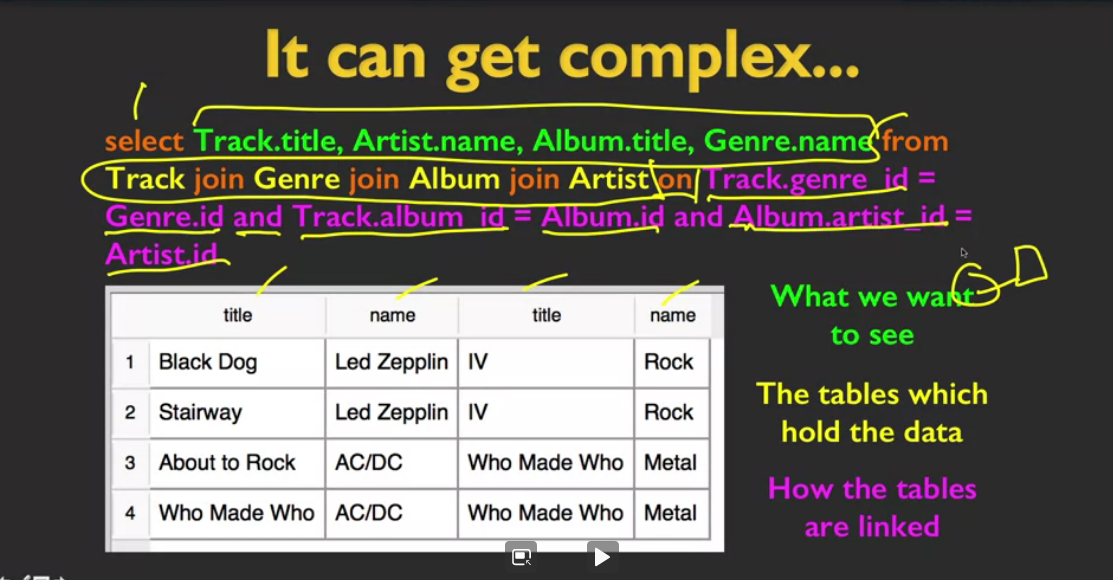 It can get complex...
select Track.title, Artist.name, Album.title, Genre.name from
Track join Genre join Album join Artist on Track.genre_id =
Genre.id and Track.album_id = Album.id and Album.artist_id =
Artist.id
title name title name
1 Black Dog Led Zepplin IV Rock
2 Stairway Led Zepplin IV Rock
3 About to Rock AC/DC Who Made Who Metal
4 Who Made Who AC/DC Who Made Who Metal
What we want
to see
The tables which
hold the data
How the tables
are linked